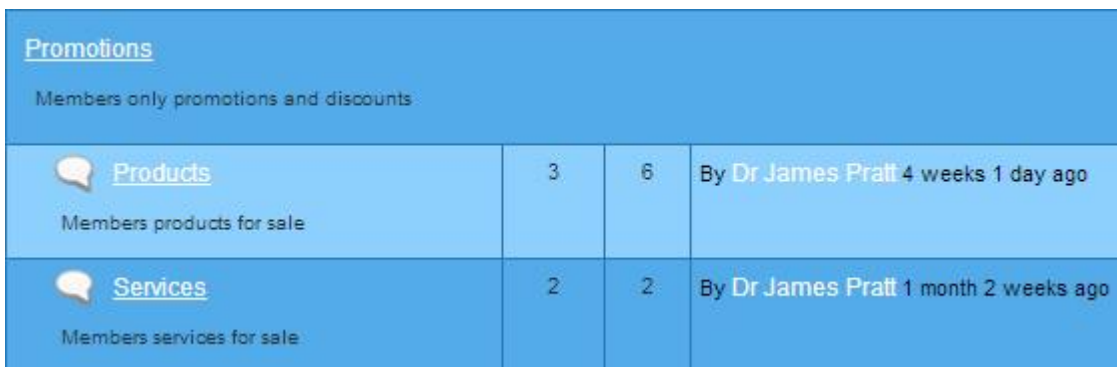 Promotions
Members only promotions and discounts
Products 3 6 By Dr James Pratt 4 weeks 1 day ago
Members products for sale
Services 2 2 By Dr James Pratt 1 month 2 weeks ago
Members services for sale